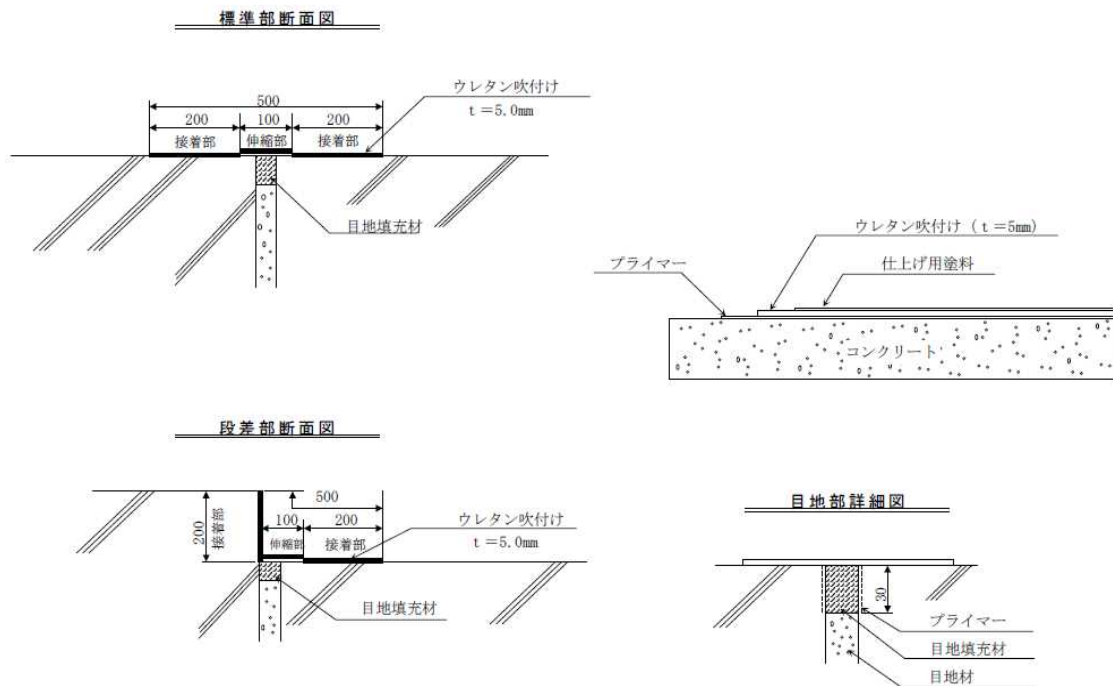 標準部断面図
ウレタン吹付け
t=5.0mm
500
200
100
200
接着部
伸縮部
接着部
目地填充材
ウレタン吹付け(t=5mm)
プライマー
仕上げ用塗料
コンクリート
段差部断面図
500
100
200
200
接着部
伸縮部
接着部
ウレタン吹付け
t=5.0mm
目地填充材
目地部詳細図
30
プライマー
目地填充材
目地材